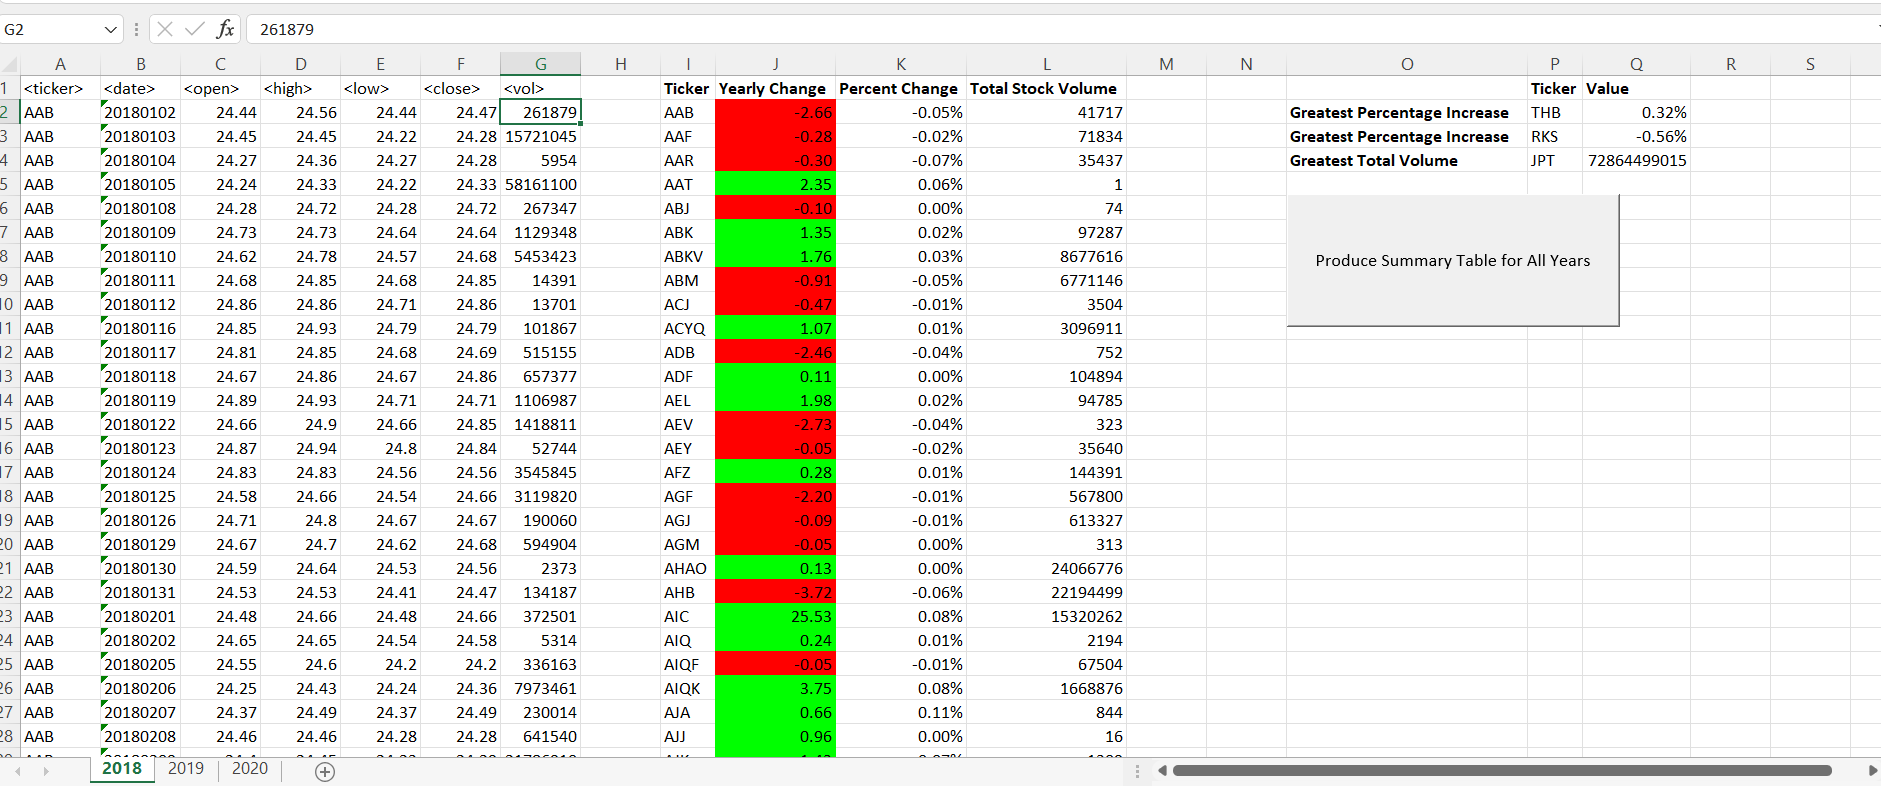 G2 fx 261879
A B C D E F G H I J K L M N O P Q R S
1 <ticker> <date> <open> <high> <low> <close> <vol> Ticker Yearly Change Percent Change Total Stock Volume Ticker Value
2 AAB 20180102 24.44 24.56 24.44 24.47 261879 AAB -2.66 -0.05% 41717 Greatest Percentage Increase THB 0.32%
3 AAB 20180103 24.45 24.45 24.22 24.28 15721045 AAF -0.28 -0.02% 71834 Greatest Percentage Increase RKS -0.56%
4 AAB 20180104 24.27 24.36 24.27 24.28 5954 AAR -0.30 -0.07% 35437 Greatest Total Volume JPT 72864499015
5 AAB 20180105 24.24 24.33 24.22 24.33 58161100 AAT 2.35 0.06% 1
6 AAB 20180108 24.28 24.72 24.28 24.72 267347 ABJ -0.10 0.00% 74
7 AAB 20180109 24.73 24.73 24.64 24.64 1129348 ABK 1.35 0.02% 97287
8 AAB 20180110 24.62 24.78 24.57 24.68 5453423 ABKV 1.76 0.03% 8677616
9 AAB 20180111 24.68 24.85 24.68 24.85 14391 ABM -0.91 -0.05% 6771146 Produce Summary Table for All Years
10 AAB 20180112 24.86 24.86 24.71 24.86 13701 ACJ -0.47 -0.01% 3504
11 AAB 20180116 24.85 24.93 24.79 24.79 101867 ACYQ 1.07 0.01% 3096911
12 AAB 20180117 24.81 24.85 24.68 24.69 515155 ADB -2.46 -0.04% 752
13 AAB 20180118 24.67 24.86 24.67 24.86 657377 ADF 0.11 0.00% 104894
14 AAB 20180119 24.89 24.93 24.71 24.71 1106987 AEL 1.98 0.02% 94785
15 AAB 20180122 24.66 24.9 24.66 24.85 1418811 AEV -2.73 -0.04% 323
16 AAB 20180123 24.87 24.94 24.8 24.84 52744 AEY -0.05 -0.02% 35640
17 AAB 20180124 24.83 24.83 24.56 24.56 3545845 AFZ 0.28 0.01% 144391
18 AAB 20180125 24.58 24.66 24.54 24.66 3119820 AGF -2.20 -0.01% 567800
19 AAB 20180126 24.71 24.8 24.67 24.67 190060 AGJ -0.09 -0.01% 613327
20 AAB 20180129 24.67 24.7 24.62 24.68 594904 AGM -0.05 0.00% 313
21 AAB 20180130 24.59 24.64 24.53 24.56 2373 AHAO 0.13 0.00% 24066776
22 AAB 20180131 24.53 24.53 24.41 24.47 134187 AHB -3.72 -0.06% 22194499
23 AAB 20180201 24.48 24.66 24.48 24.66 372501 AIC 25.53 0.08% 15320262
24 AAB 20180202 24.65 24.65 24.54 24.58 5314 AIQ 0.24 0.01% 2194
25 AAB 20180205 24.55 24.6 24.2 24.2 336163 AIQF -0.05 -0.01% 67504
26 AAB 20180206 24.25 24.43 24.24 24.36 7973461 AIQK 3.75 0.08% 1668876
27 AAB 20180207 24.37 24.49 24.37 24.49 230014 AJA 0.66 0.11% 844
28 AAB 20180208 24.46 24.46 24.28 24.28 641540 AJJ 0.96 0.00% 16
2018 2019 2020